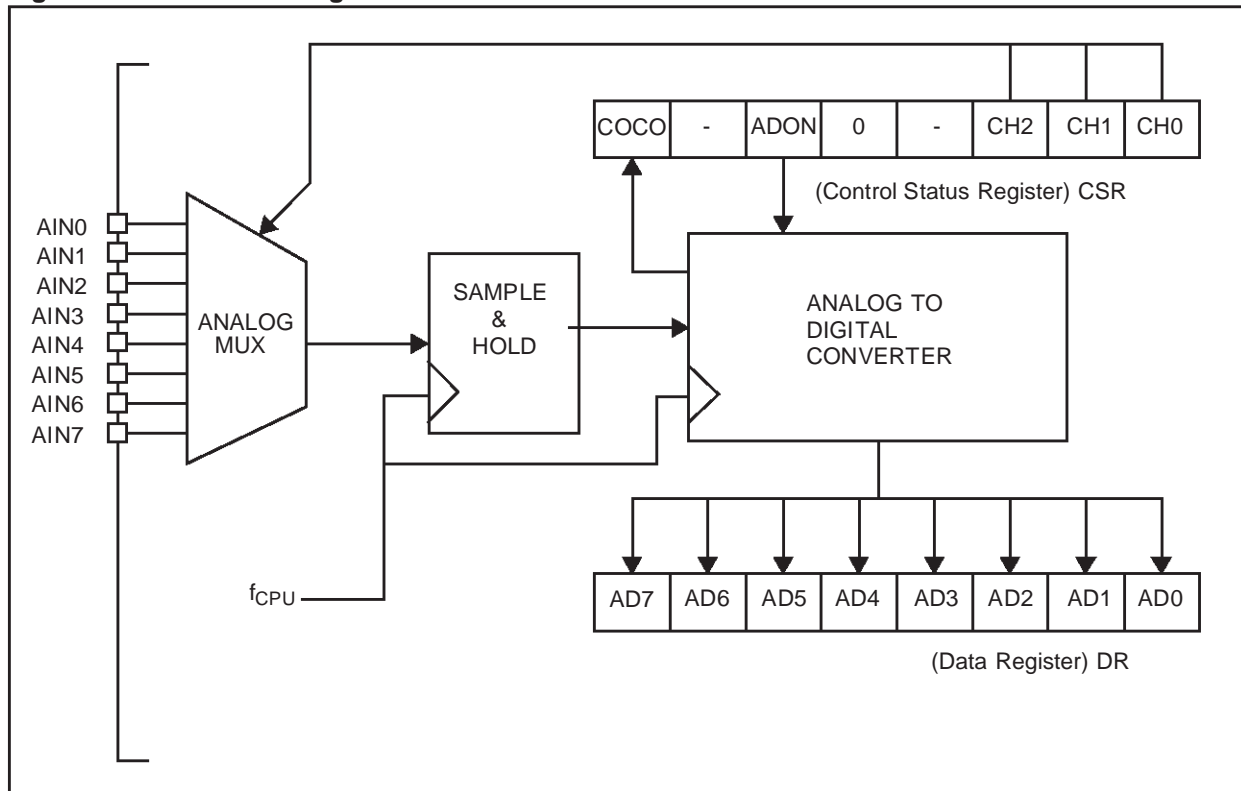 COCO - ADON 0 - CH2 CH1 CH0
(Control Status Register) CSR
AIN0
AIN1
AIN2
AIN3
AIN4
AIN5
AIN6
AIN7
ANALOG
MUX
SAMPLE
&
HOLD
ANALOG TO
DIGITAL
CONVERTER
fCPU
AD7 AD6 AD5 AD4 AD3 AD2 AD1 AD0
(Data Register) DR